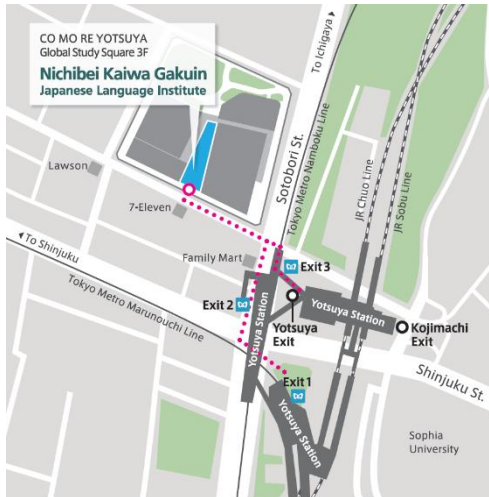 CO MO RE YOTSUYA
Global Study Square 3F
Nichibei Kaiwa Gakuin
Japanese Language Institute
To Ichigaya
Sotobori St.
Tokyo Metro Namboku Line
JR Chuo Line
JR Sobu Line
Lawson
7-Eleven
To Shinjuku
Family Mart
Exit 3
Tokyo Metro Marunouchi Line
Exit 2
Yotsuya Station
Yotsuya
Exit
Yotsuya Station
Kojimachi
Exit
Exit 1
Shinjuku St.
Yotsuya Station
Sophia
University